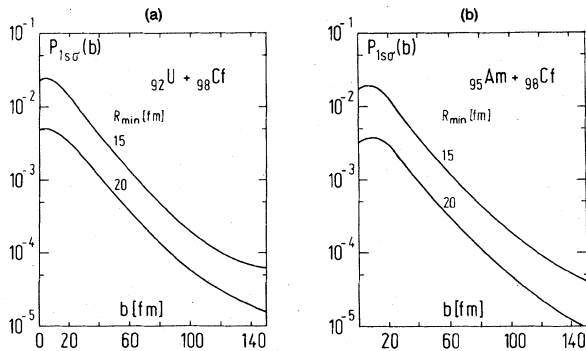 (a)
10⁻¹
P₁ₛσ(b)
₉₂U + ₉₈Cf
10⁻²
Rmin [fm]
15
10⁻³
20
10⁻⁴
b [fm]
10⁻⁵
0 20 60 100 140
(b)
10⁻¹
P₁ₛσ(b)
₉₅Am + ₉₈Cf
10⁻²
Rmin [fm]
15
10⁻³
20
10⁻⁴
b [fm]
10⁻⁵
0 20 60 100 140